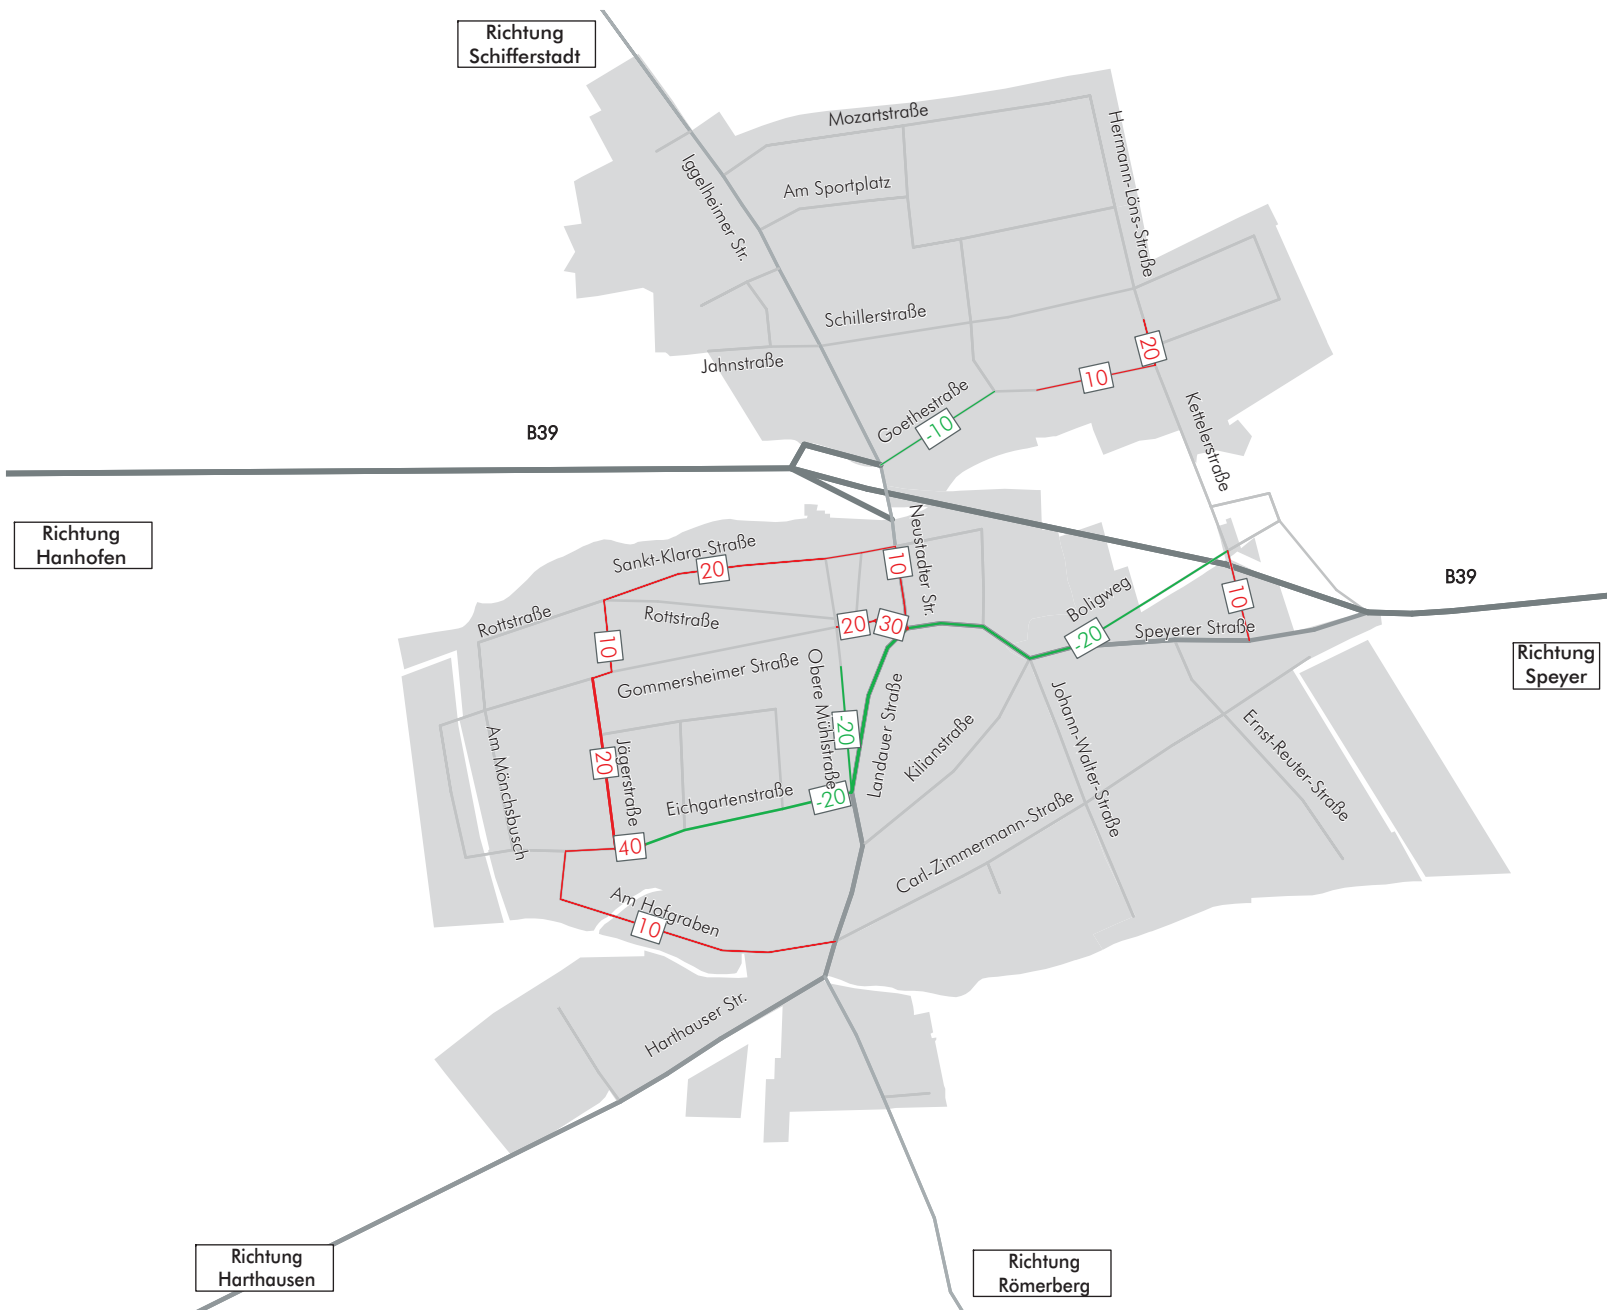 Richtung
Schifferstadt
Mozartstraße
Hermann-Löns-Straße
Iggelheimer Str.
Am Sportplatz
Schillerstraße
20
Jahnstraße
10
Goethestraße
-10
Kettelerstraße
B39
Richtung
Hanhofen
Neustadter Str.
Sankt-Klara-Straße
20
10
B39
Boligweg
10
Rottstraße
Rottstraße
20
30
-20
Speyerer Straße
10
Richtung
Speyer
Gommersheimer Straße
Obere Mühlstraße
Landauer Straße
Johann-Walter-Straße
Kilianstraße
Ernst-Reuter-Straße
-20
Am Mönchsbusch
20
Jägerstraße
Eichgartenstraße
-20
40
Carl-Zimmermann-Straße
Am Hofgraben
10
Harthauser Str.
Richtung
Harthausen
Richtung
Römerberg